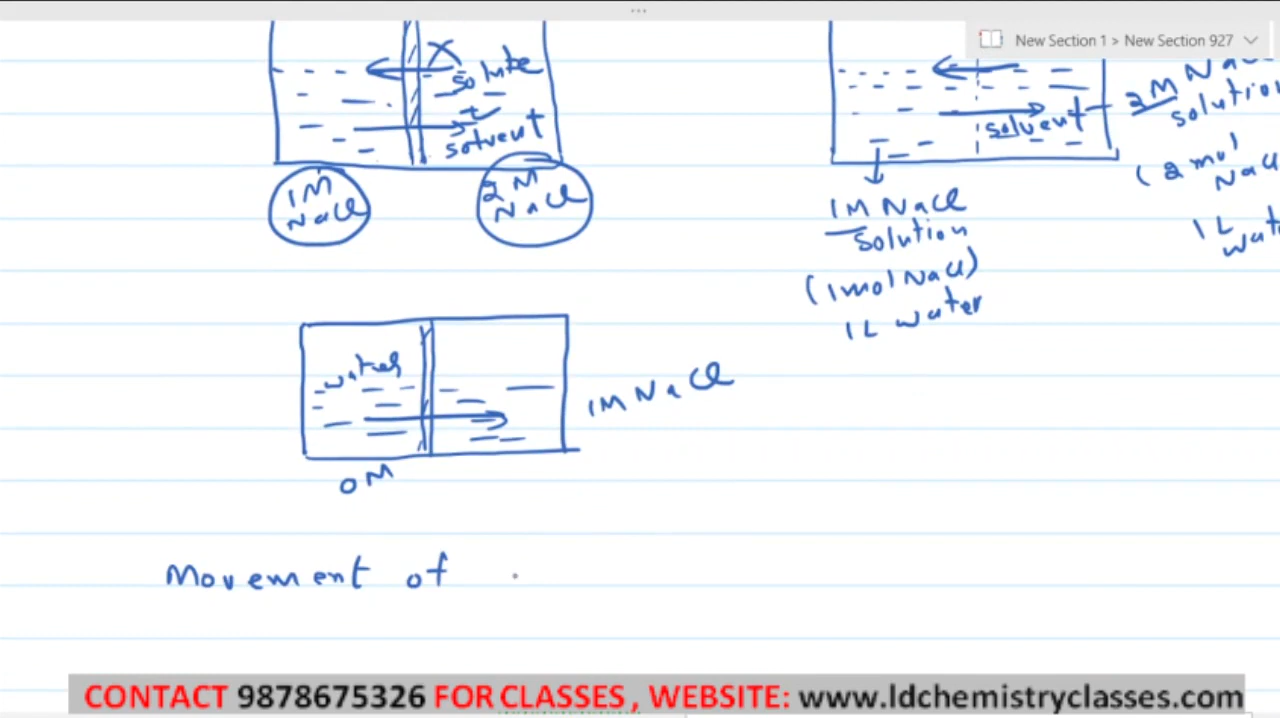 New Section 1 > New Section 927
solute
solvent
1M
NaCl
2M
NaCl
solvent
2M NaCl
solution
(2 mol
NaCl
1L
wate
1M NaCl
solution
(1mol NaCl)
1L water
water
1M NaCl
0M
Movement of
CONTACT 9878675326 FOR CLASSES , WEBSITE: www.ldchemistryclasses.com